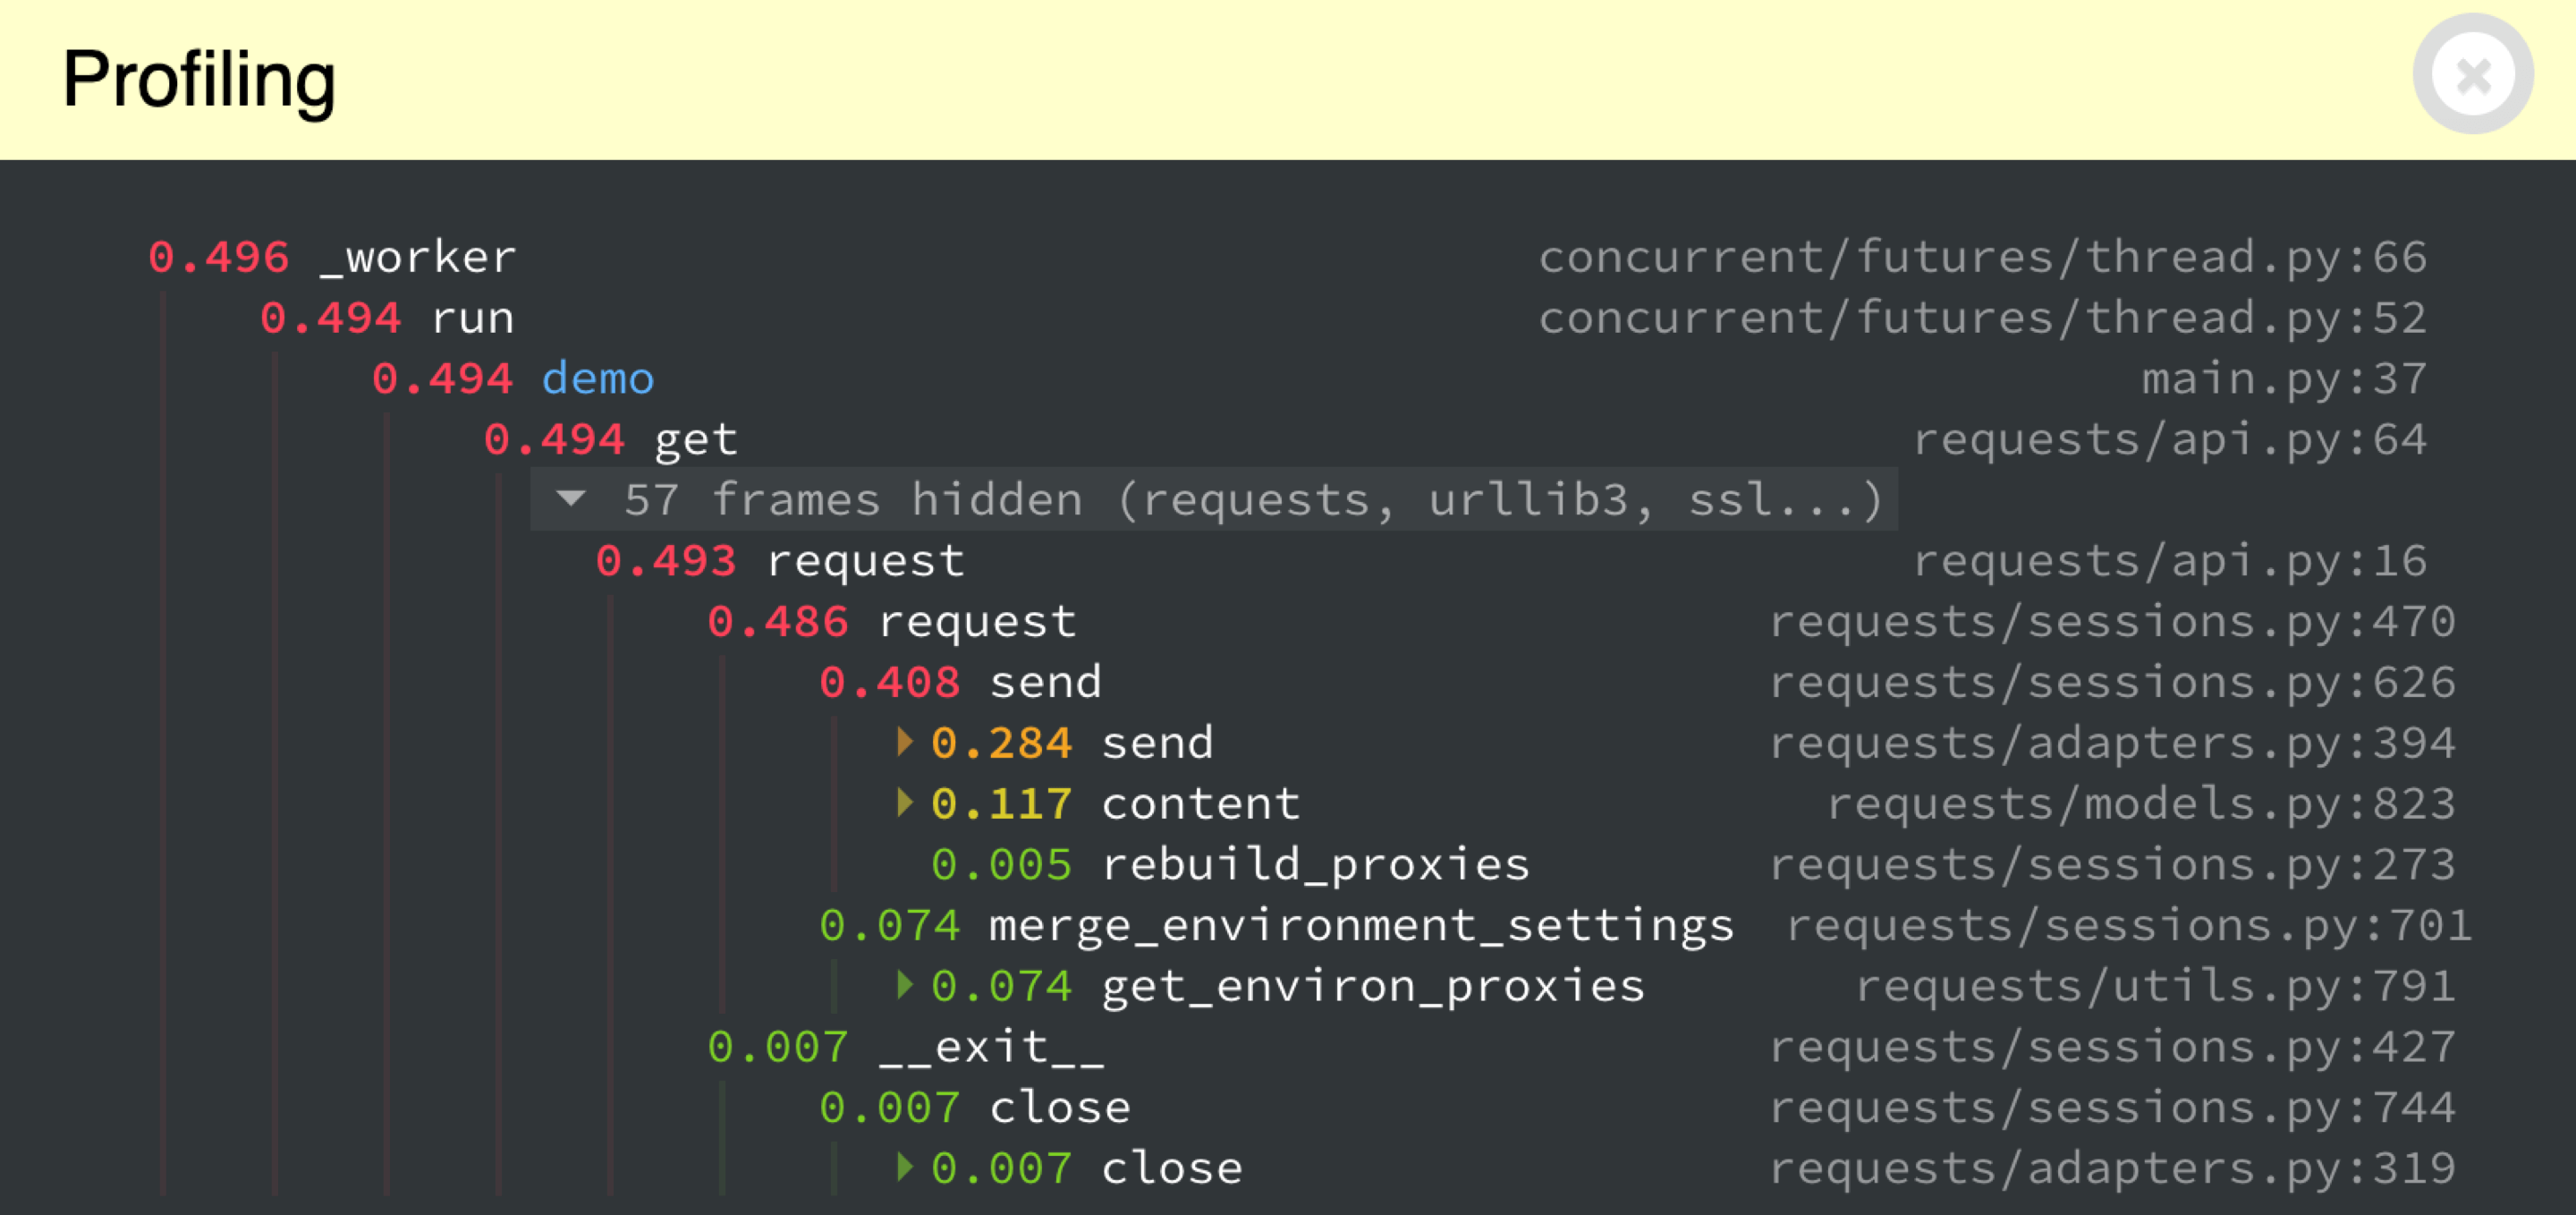 Profiling
0.496 _worker concurrent/futures/thread.py:66
0.494 run concurrent/futures/thread.py:52
0.494 demo main.py:37
0.494 get requests/api.py:64
57 frames hidden (requests, urllib3, ssl...)
0.493 request requests/api.py:16
0.486 request requests/sessions.py:470
0.408 send requests/sessions.py:626
0.284 send requests/adapters.py:394
0.117 content requests/models.py:823
0.005 rebuild_proxies requests/sessions.py:273
0.074 merge_environment_settings requests/sessions.py:701
0.074 get_environ_proxies requests/utils.py:791
0.007 __exit__ requests/sessions.py:427
0.007 close requests/sessions.py:744
0.007 close requests/adapters.py:319